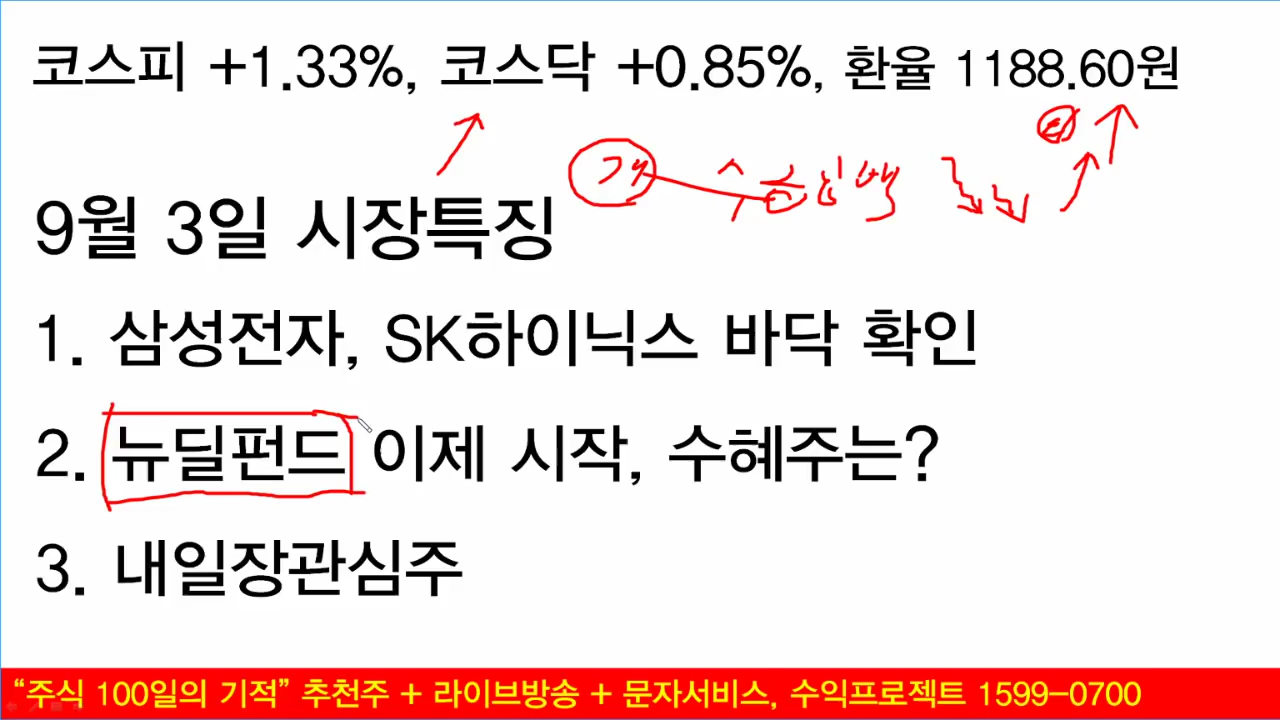 코스피 +1.33%, 코스닥 +0.85%, 환율 1188.60원
9월 3일 시장특징
1. 삼성전자, SK하이닉스 바닥 확인
2. 뉴딜펀드 이제 시작, 수혜주는?
3. 내일장관심주
“주식 100일의 기적” 추천주 + 라이브방송 + 문자서비스, 수익프로젝트 1599-0700